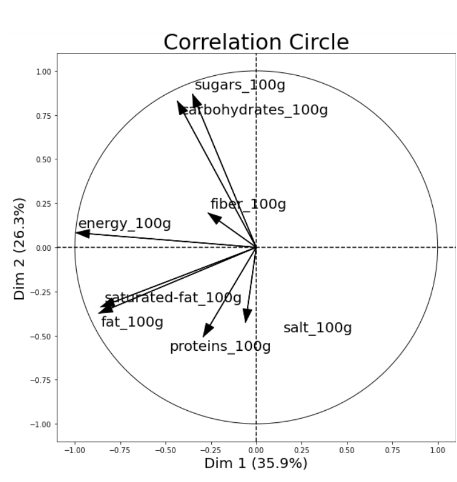 Correlation Circle
1.00
sugars_100g
carbohydrates_100g
0.75
0.50
0.25
fiber_100g
energy_100g
0.00
Dim 2 (26.3%)
−0.25
saturated-fat_100g
fat_100g
salt_100g
−0.50
proteins_100g
−0.75
−1.00
−1.00 −0.75 −0.50 −0.25 0.00 0.25 0.50 0.75 1.00
Dim 1 (35.9%)